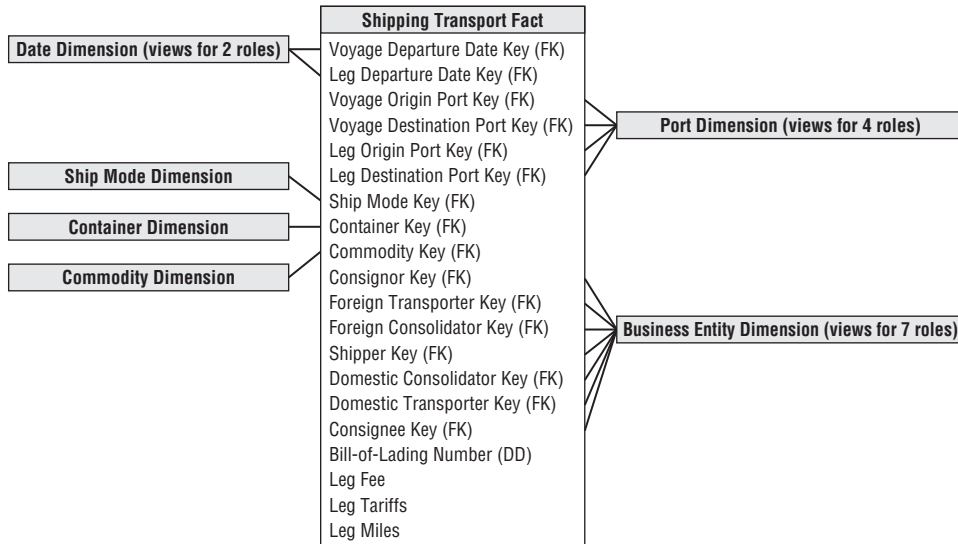 Shipping Transport Fact
Date Dimension (views for 2 roles)
Voyage Departure Date Key (FK)
Leg Departure Date Key (FK)
Voyage Origin Port Key (FK)
Voyage Destination Port Key (FK)
Port Dimension (views for 4 roles)
Leg Origin Port Key (FK)
Ship Mode Dimension
Leg Destination Port Key (FK)
Ship Mode Key (FK)
Container Dimension
Container Key (FK)
Commodity Key (FK)
Commodity Dimension
Consignor Key (FK)
Foreign Transporter Key (FK)
Foreign Consolidator Key (FK)
Business Entity Dimension (views for 7 roles)
Shipper Key (FK)
Domestic Consolidator Key (FK)
Domestic Transporter Key (FK)
Consignee Key (FK)
Bill-of-Lading Number (DD)
Leg Fee
Leg Tariffs
Leg Miles